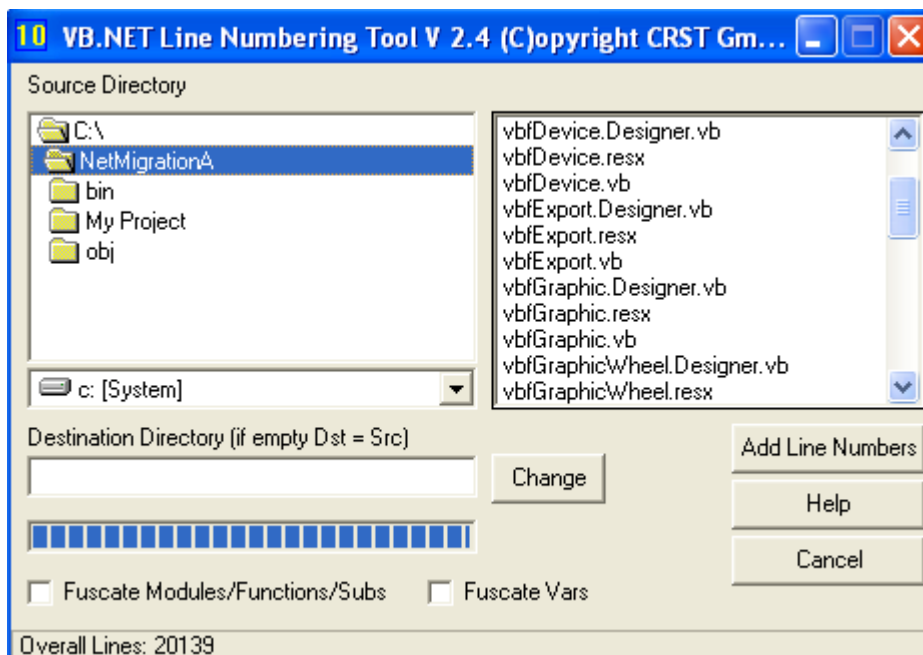 10 VB.NET Line Numbering Tool V 2.4 (C)opyright CRST Gm...
Source Directory
C:\
NetMigrationA
bin
My Project
obj
vbfDevice.Designer.vb
vbfDevice.resx
vbfDevice.vb
vbfExport.Designer.vb
vbfExport.resx
vbfExport.vb
vbfGraphic.Designer.vb
vbfGraphic.resx
vbfGraphic.vb
vbfGraphicWheel.Designer.vb
vbfGraphicWheel.resx
c: [System]
Destination Directory (if empty Dst = Src)
Change
Add Line Numbers
Help
Cancel
Fuscate Modules/Functions/Subs
Fuscate Vars
Overall Lines: 20139